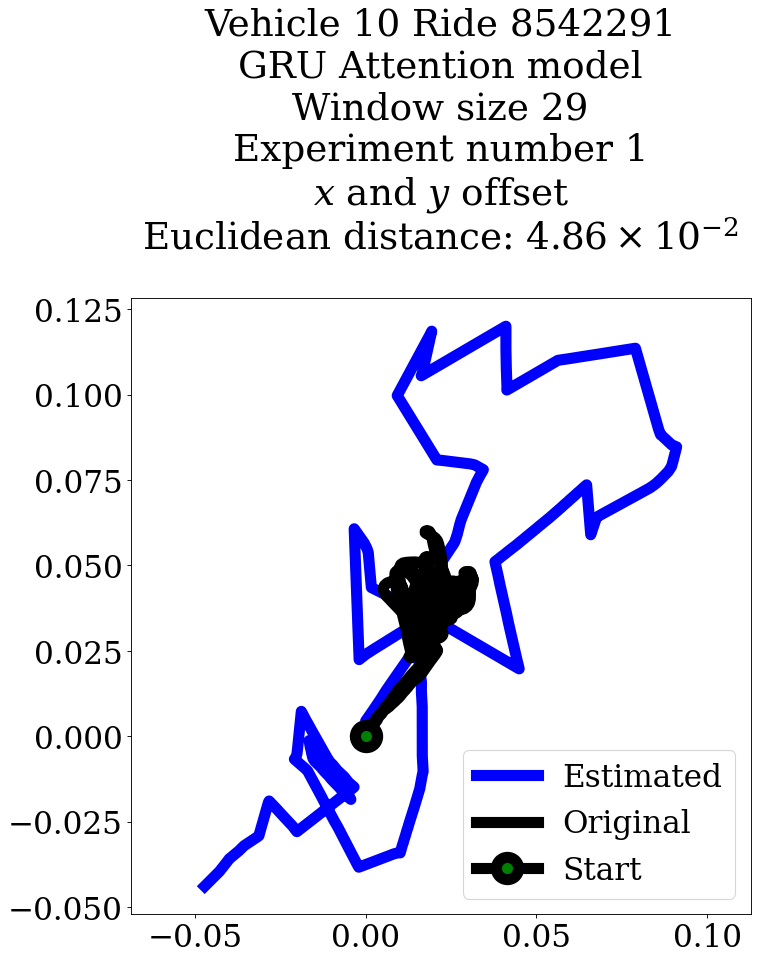 Vehicle 10 Ride 8542291
GRU Attention model
Window size 29
Experiment number 1
x and y offset
Euclidean distance: 4.86 × 10⁻²
0.125
0.100
0.075
0.050
0.025
0.000
−0.025
−0.050
Estimated
Original
Start
−0.05 0.00 0.05 0.10